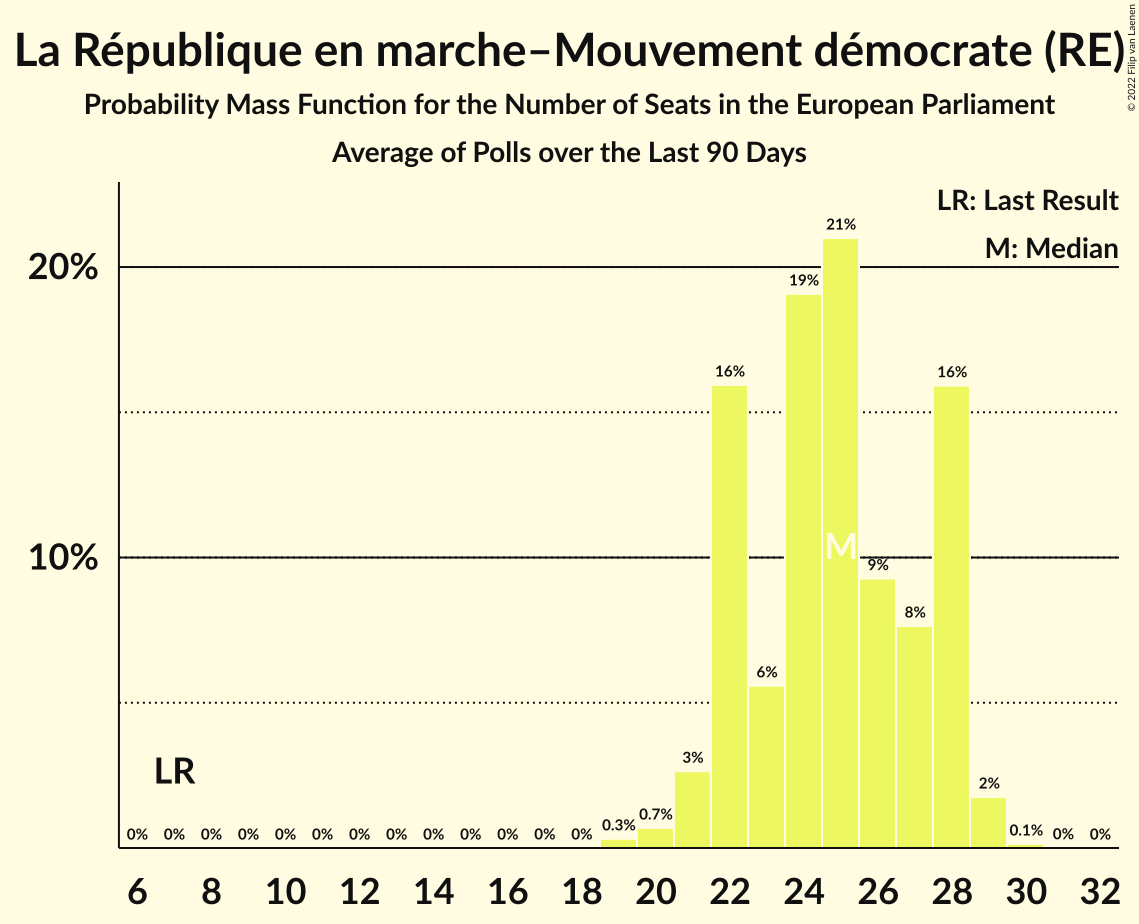 La République en marche–Mouvement démocrate (RE)
© 2022 Filip van Laenen
Probability Mass Function for the Number of Seats in the European Parliament
Average of Polls over the Last 90 Days
LR: Last Result
M: Median
21%
20%
19%
16%
16%
M
10%
9%
8%
6%
LR
3%
2%
0% 0% 0% 0% 0% 0% 0% 0% 0% 0% 0% 0% 0% 0.3% 0.7% 0.1% 0% 0%
6 8 10 12 14 16 18 20 22 24 26 28 30 32